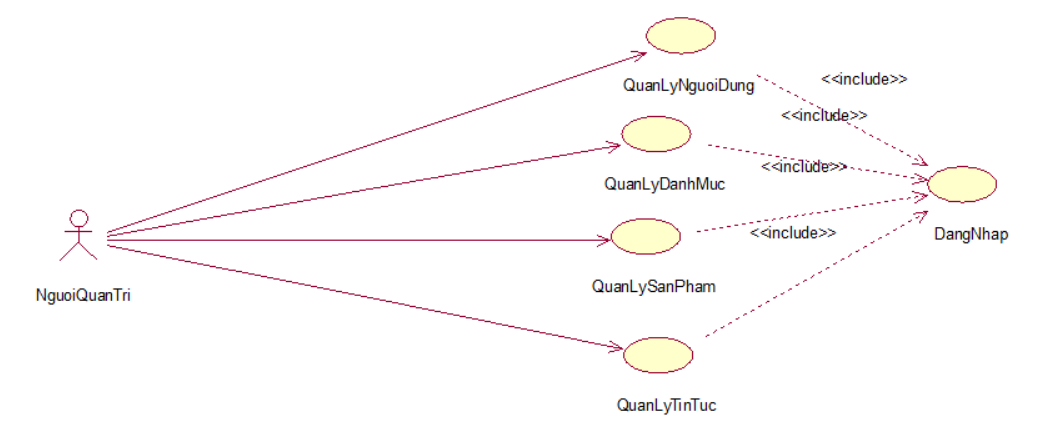 QuanLyNguoiDung
<<include>>
<<include>>
<<include>>
QuanLyDanhMuc
<<include>>
DangNhap
QuanLySanPham
NguoiQuanTri
QuanLyTinTuc